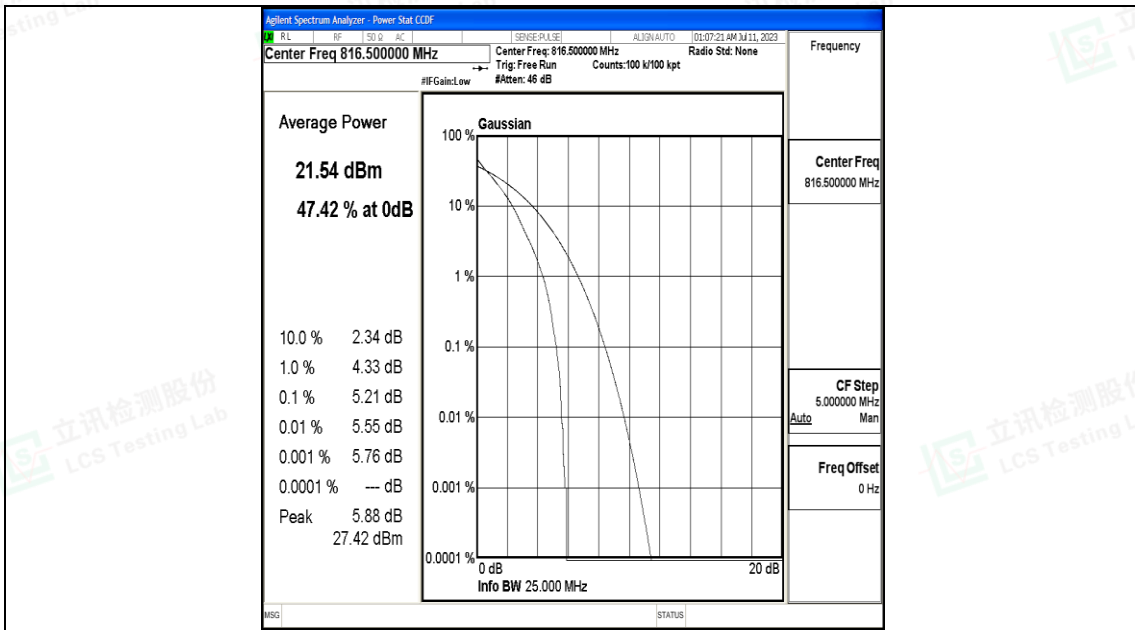 Agilent Spectrum Analyzer - Power Stat CCDF
RL RF 50 Ω AC SENSE:PULSE ALIGN AUTO 01:07:21 AM Jul 11, 2023
Center Freq 816.500000 MHz
Center Freq: 816.500000 MHz Radio Std: None
Trig: Free Run Counts:100 k/100 kpt
#IFGain:Low #Atten: 46 dB
Frequency
Average Power
21.54 dBm
47.42 % at 0dB
10.0 % 2.34 dB
1.0 % 4.33 dB
0.1 % 5.21 dB
0.01 % 5.55 dB
0.001 % 5.76 dB
0.0001 % --- dB
Peak 5.88 dB
27.42 dBm
Gaussian
100 %
10 %
1 %
0.1 %
0.01 %
0.001 %
0.0001 %
0 dB 20 dB
Info BW 25.000 MHz
Center Freq
816.500000 MHz
CF Step
5.000000 MHz
Auto Man
Freq Offset
0 Hz
MSG STATUS
立讯检测股份
LCS Testing Lab
立讯检测股份